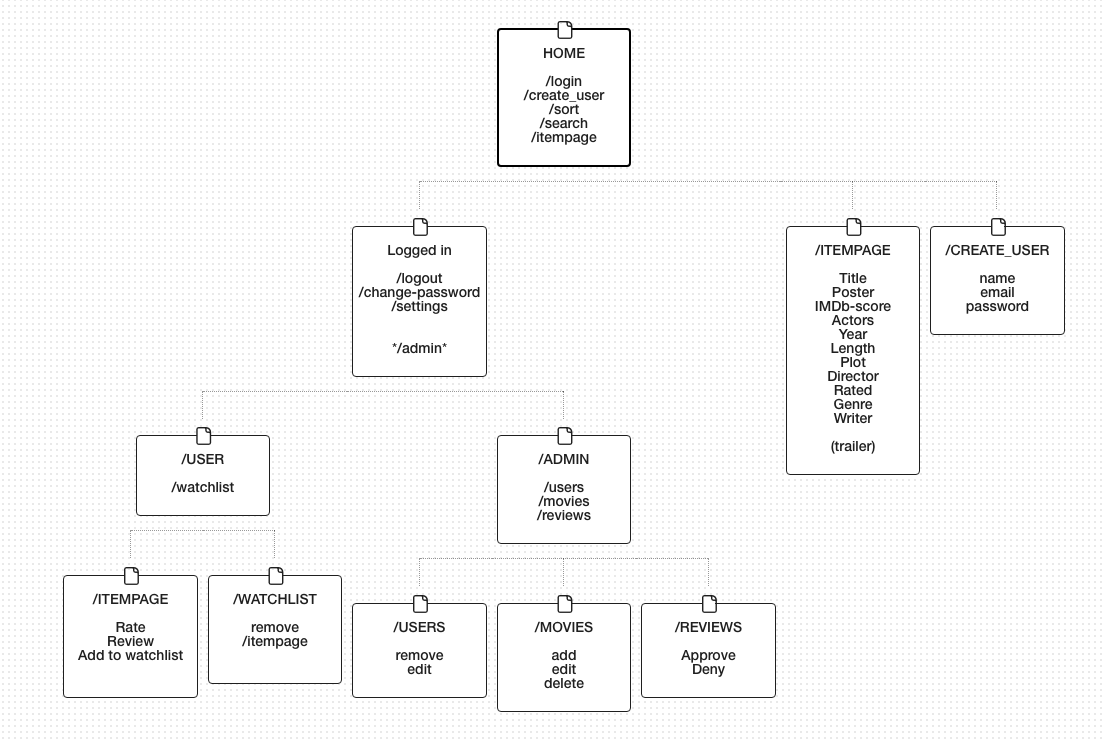 HOME
/login
/create_user
/sort
/search
/itempage
Logged in
/logout
/change-password
/settings
*/admin*
/ITEMPAGE
Title
Poster
IMDb-score
Actors
Year
Length
Plot
Director
Rated
Genre
Writer
(trailer)
/CREATE_USER
name
email
password
/USER
/watchlist
/ADMIN
/users
/movies
/reviews
/ITEMPAGE
Rate
Review
Add to watchlist
/WATCHLIST
remove
/itempage
/USERS
remove
edit
/MOVIES
add
edit
delete
/REVIEWS
Approve
Deny